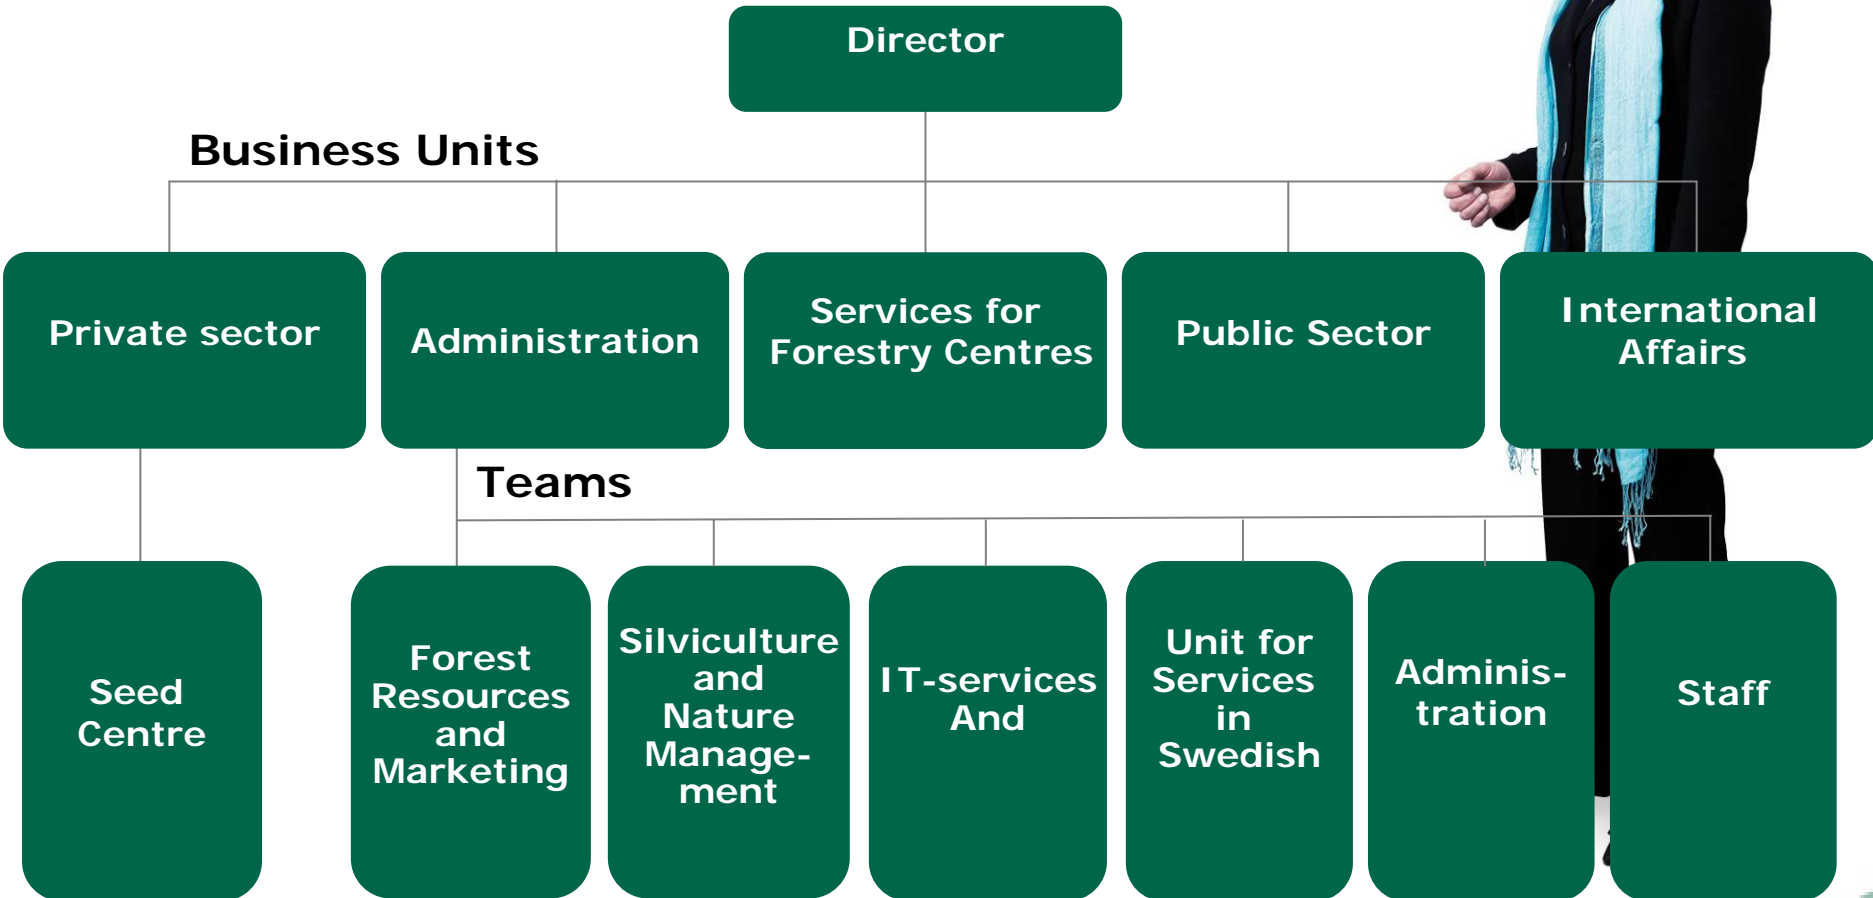 Director
Business Units
Private sector
Administration
Services for
Forestry Centres
Public Sector
International
Affairs
Teams
Seed
Centre
Forest
Resources
and
Marketing
Silviculture
and
Nature
Manage-
ment
IT-services
And
Unit for
Services
in
Swedish
Adminis-
tration
Staff